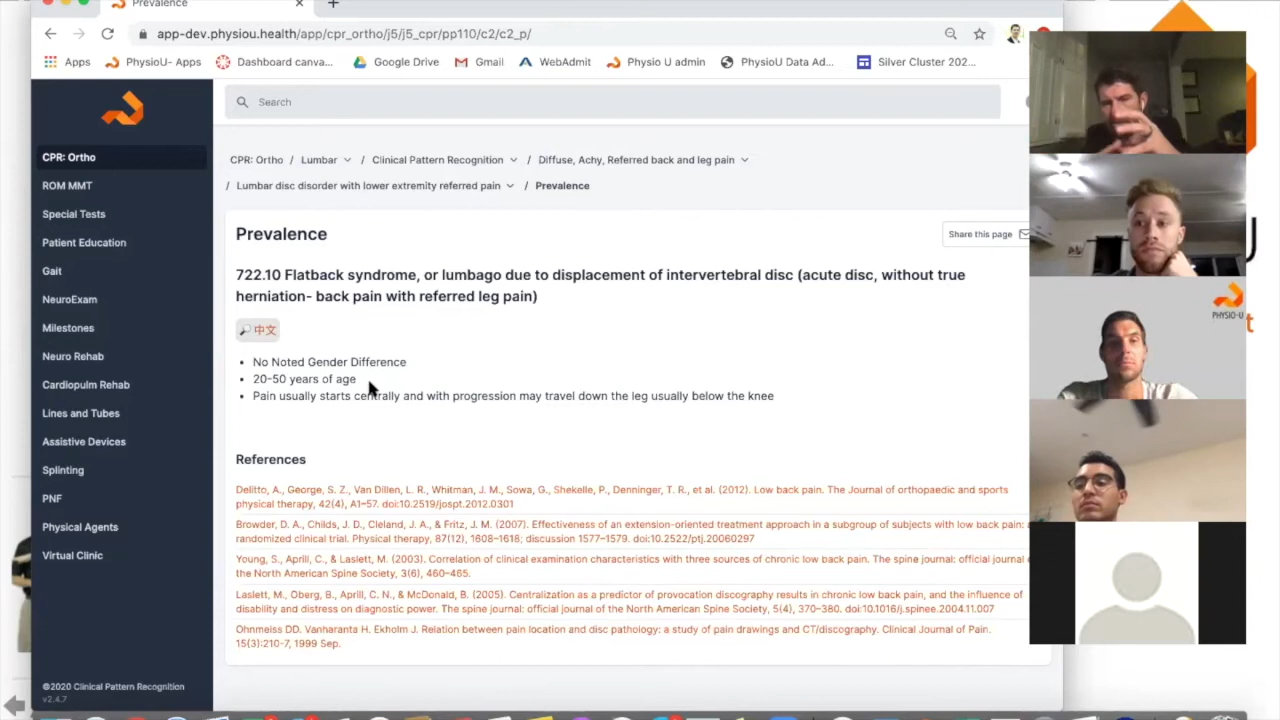 Prevalence
app-dev.physiou.health/app/cpr_ortho/j5/j5_cpr/pp110/c2/c2_p/
Apps PhysioU- Apps Dashboard canva... Google Drive Gmail WebAdmit Physio U admin PhysioU Data Ad... Silver Cluster 202...
Search
CPR: Ortho
ROM MMT
Special Tests
Patient Education
Gait
NeuroExam
Milestones
Neuro Rehab
Cardiopulm Rehab
Lines and Tubes
Assistive Devices
Splinting
PNF
Physical Agents
Virtual Clinic
©2020 Clinical Pattern Recognition
v2.4.7
CPR: Ortho / Lumbar / Clinical Pattern Recognition / Diffuse, Achy, Referred back and leg pain
/ Lumbar disc disorder with lower extremity referred pain / Prevalence
Prevalence
Share this page
722.10 Flatback syndrome, or lumbago due to displacement of intervertebral disc (acute disc, without true
herniation- back pain with referred leg pain)
中文
No Noted Gender Difference
20-50 years of age
Pain usually starts centrally and with progression may travel down the leg usually below the knee
References
Delitto, A., George, S. Z., Van Dillen, L. R., Whitman, J. M., Sowa, G., Shekelle, P., Denninger, T. R., et al. (2012). Low back pain. The Journal of orthopaedic and sports
physical therapy, 42(4), A1–57. doi:10.2519/jospt.2012.0301
Browder, D. A., Childs, J. D., Cleland, J. A., & Fritz, J. M. (2007). Effectiveness of an extension-oriented treatment approach in a subgroup of subjects with low back pain:
randomized clinical trial. Physical therapy, 87(12), 1608–1618; discussion 1577–1579. doi:10.2522/ptj.20060297
Young, S., Aprill, C., & Laslett, M. (2003). Correlation of clinical examination characteristics with three sources of chronic low back pain. The spine journal: official journal
the North American Spine Society, 3(6), 460–465.
Laslett, M., Oberg, B., Aprill, C. N., & McDonald, B. (2005). Centralization as a predictor of provocation discography results in chronic low back pain, and the influence of
disability and distress on diagnostic power. The spine journal: official journal of the North American Spine Society, 5(4), 370–380. doi:10.1016/j.spinee.2004.11.007
Ohnmeiss DD. Vanharanta H. Ekholm J. Relation between pain location and disc pathology: a study of pain drawings and CT/discography. Clinical Journal of Pain.
15(3):210-7, 1999 Sep.
PHYSIO-U
U
t